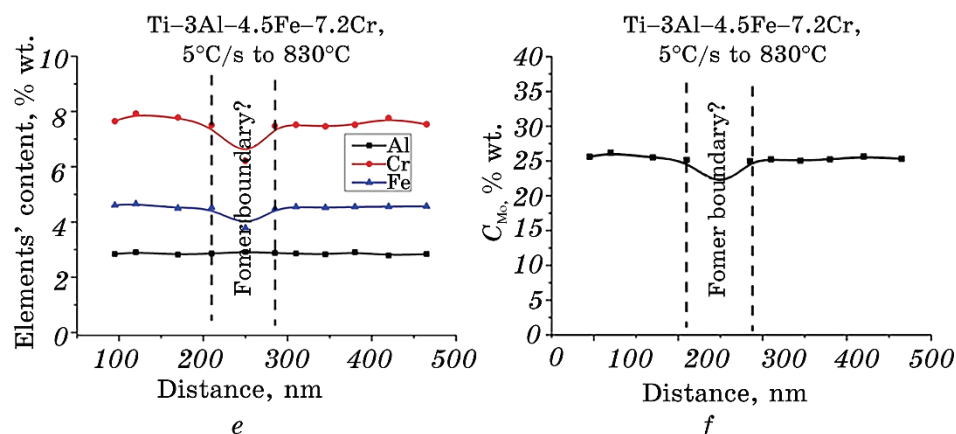 Ti–3Al–4.5Fe–7.2Cr,
5°C/s to 830°C
Elements' content, % wt.
10
8
6
4
2
0
Fomer boundary?
Al
Cr
Fe
100
200
300
400
500
Distance, nm
e
Ti–3Al–4.5Fe–7.2Cr,
5°C/s to 830°C
C Mo, % wt.
40
35
30
25
20
15
10
5
0
Fomer boundary?
0
100
200
300
400
500
Distance, nm
f